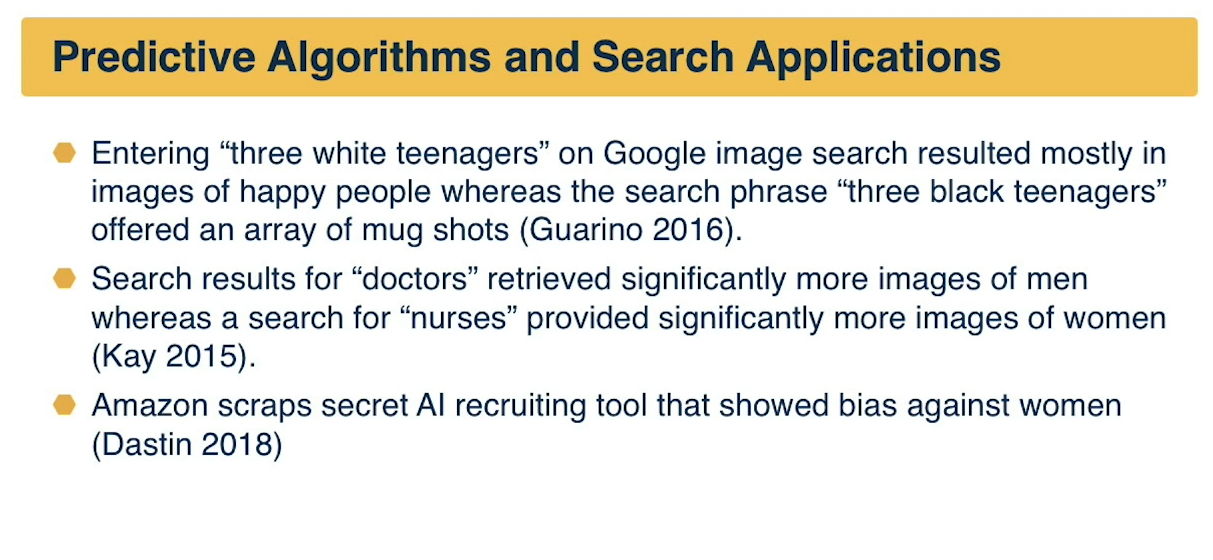 Predictive Algorithms and Search Applications
Entering “three white teenagers” on Google image search resulted mostly in
images of happy people whereas the search phrase “three black teenagers”
offered an array of mug shots (Guarino 2016).
Search results for “doctors” retrieved significantly more images of men
whereas a search for “nurses” provided significantly more images of women
(Kay 2015).
Amazon scraps secret AI recruiting tool that showed bias against women
(Dastin 2018)